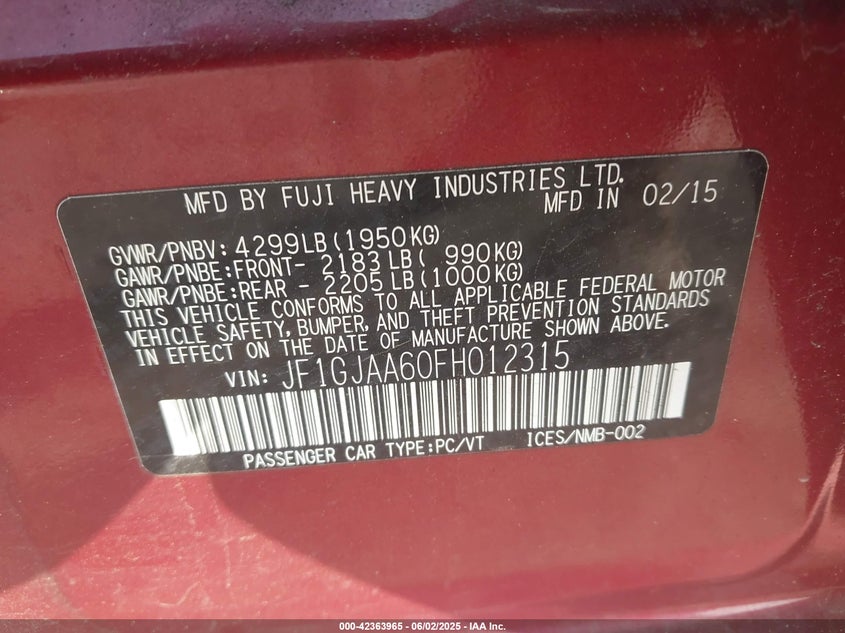 MFD BY FUJI HEAVY INDUSTRIES LTD.
MFD IN 02/15
GVWR/PNBV: 4299LB(1950KG)
GAWR/PNBE:FRONT- 2183LB( 990KG)
GAWR/PNBE:REAR - 2205LB(1000KG)
THIS VEHICLE CONFORMS TO ALL APPLICABLE FEDERAL MOTOR
VEHICLE SAFETY, BUMPER, AND THEFT PREVENTION STANDARDS
IN EFFECT ON THE DATE OF MANUFACTURE SHOWN ABOVE.
VIN: JF1GJAA60FH012315
PASSENGER CAR TYPE:PC/VT ICES/NMB-002
000-42363965 - 06/02/2025 - IAA Inc.